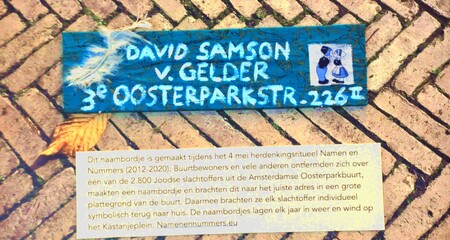 DAVID SAMSON
V. GELDER
3e OOSTERPARKSTR. 226 II
Dit naambordje is gemaakt tijdens het 4 mei herdenkingsritueel Namen en
Nummers (2012-2020). Buurtbewoners en vele anderen ontfermden zich over
één van de 2.800 Joodse slachtoffers uit de Amsterdamse Oosterparkbuurt,
maakten een naambordje en brachten dit naar het juiste adres in een grote
plattegrond van de buurt. Daarmee brachten ze elk slachtoffer individueel
symbolisch terug naar huis. De naambordjes lagen elk jaar in weer en wind op
het Kastanjeplein. Namenennummers.eu